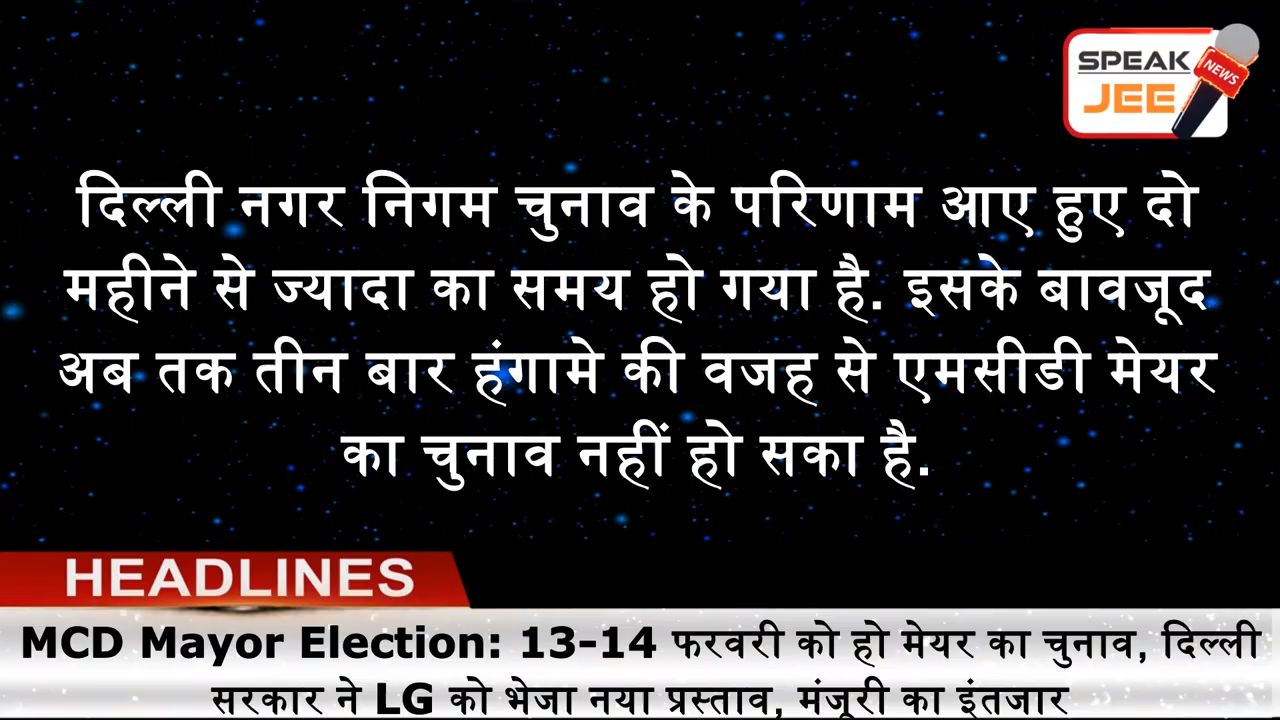 SPEAK
JEE
NEWS
दिल्ली नगर निगम चुनाव के परिणाम आए हुए दो
महीने से ज्यादा का समय हो गया है. इसके बावजूद
अब तक तीन बार हंगामे की वजह से एमसीडी मेयर
का चुनाव नहीं हो सका है.
HEADLINES
MCD Mayor Election: 13-14 फरवरी को हो मेयर का चुनाव, दिल्ली
सरकार ने LG को भेजा नया प्रस्ताव, मंजूरी का इंतजार